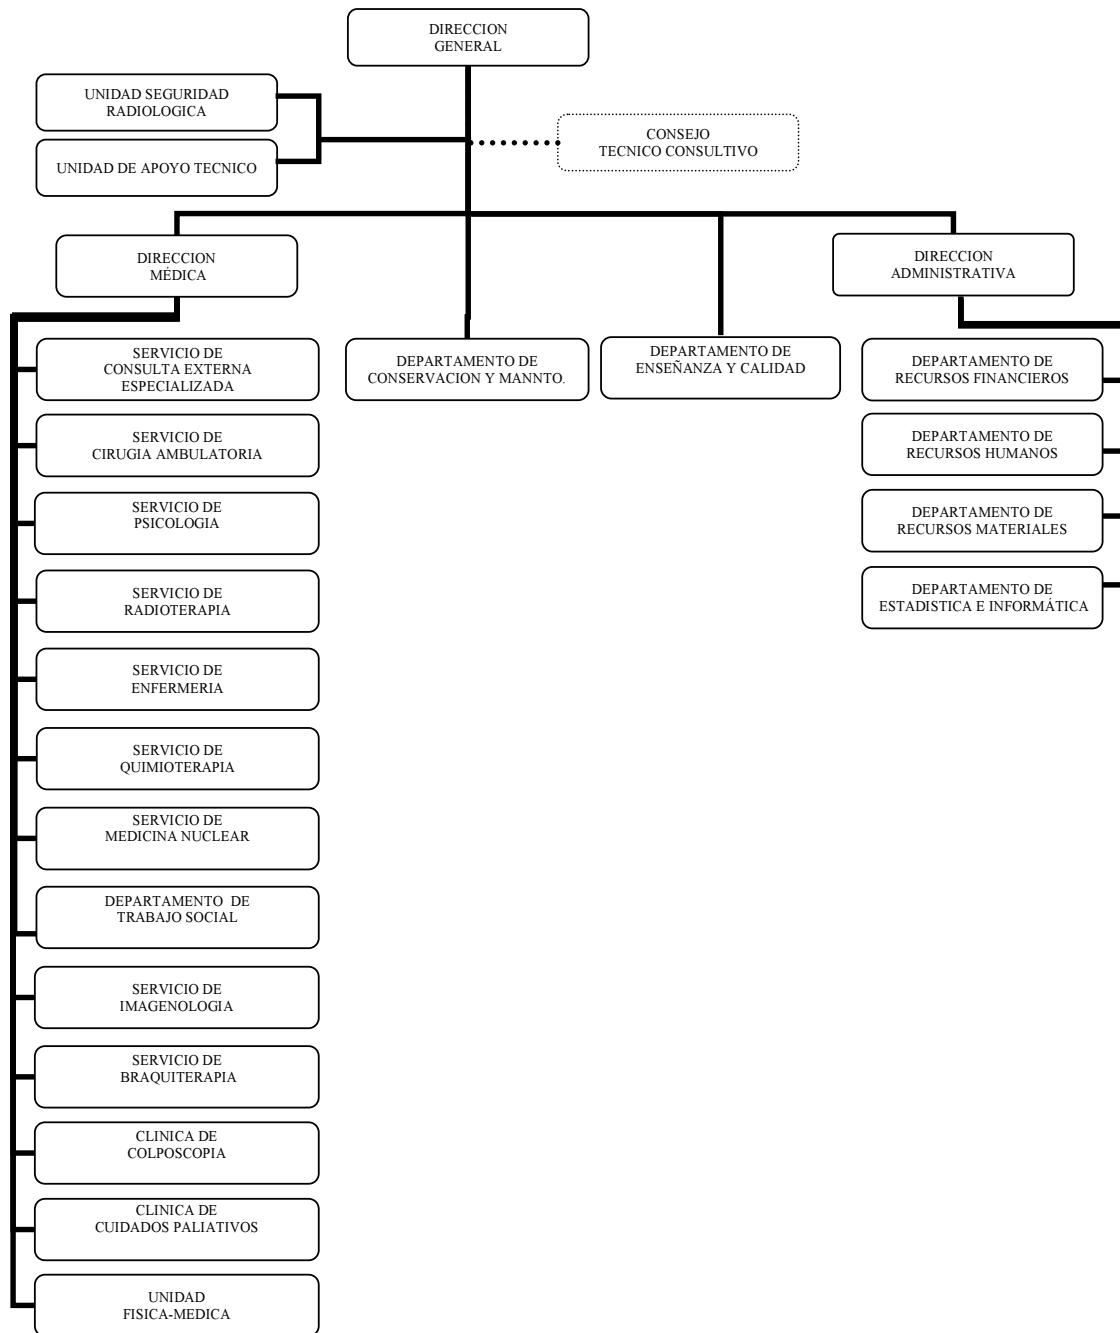 DIRECCION
GENERAL
UNIDAD SEGURIDAD
RADIOLOGICA
CONSEJO
TECNICO CONSULTIVO
UNIDAD DE APOYO TECNICO
DIRECCION
MÉDICA
DIRECCION
ADMINISTRATIVA
SERVICIO DE
CONSULTA EXTERNA
ESPECIALIZADA
DEPARTAMENTO DE
CONSERVACION Y MANNTO.
DEPARTAMENTO DE
ENSEÑANZA Y CALIDAD
DEPARTAMENTO DE
RECURSOS FINANCIEROS
SERVICIO DE
CIRUGIA AMBULATORIA
DEPARTAMENTO DE
RECURSOS HUMANOS
SERVICIO DE
PSICOLOGIA
DEPARTAMENTO DE
RECURSOS MATERIALES
SERVICIO DE
RADIOTERAPIA
DEPARTAMENTO DE
ESTADISTICA E INFORMÁTICA
SERVICIO DE
ENFERMERIA
SERVICIO DE
QUIMIOTERAPIA
SERVICIO DE
MEDICINA NUCLEAR
DEPARTAMENTO DE
TRABAJO SOCIAL
SERVICIO DE
IMAGENOLOGIA
SERVICIO DE
BRAQUITERAPIA
CLINICA DE
COLPOSCOPIA
CLINICA DE
CUIDADOS PALIATIVOS
UNIDAD
FISICA-MEDICA